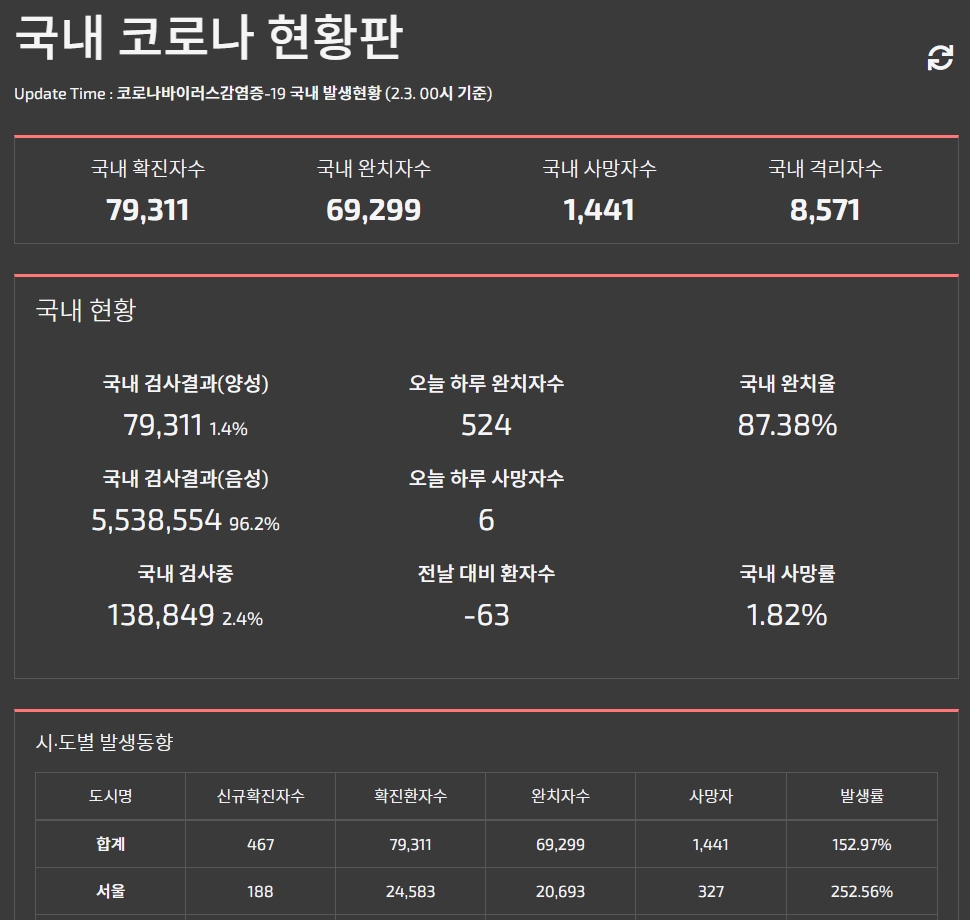 국내 코로나 현황판
Update Time : 코로나바이러스감염증-19 국내 발생현황 (2.3. 00시 기준)
국내 확진자수 국내 완치자수 국내 사망자수 국내 격리자수
79,311 69,299 1,441 8,571
국내 현황
국내 검사결과(양성) 오늘 하루 완치자수 국내 완치율
79,311 1.4% 524 87.38%
국내 검사결과(음성) 오늘 하루 사망자수
5,538,554 96.2% 6
국내 검사중 전날 대비 환자수 국내 사망률
138,849 2.4% -63 1.82%
시·도별 발생동향
도시명 신규확진자수 확진환자수 완치자수 사망자 발생률
합계 467 79,311 69,299 1,441 152.97%
서울 188 24,583 20,693 327 252.56%